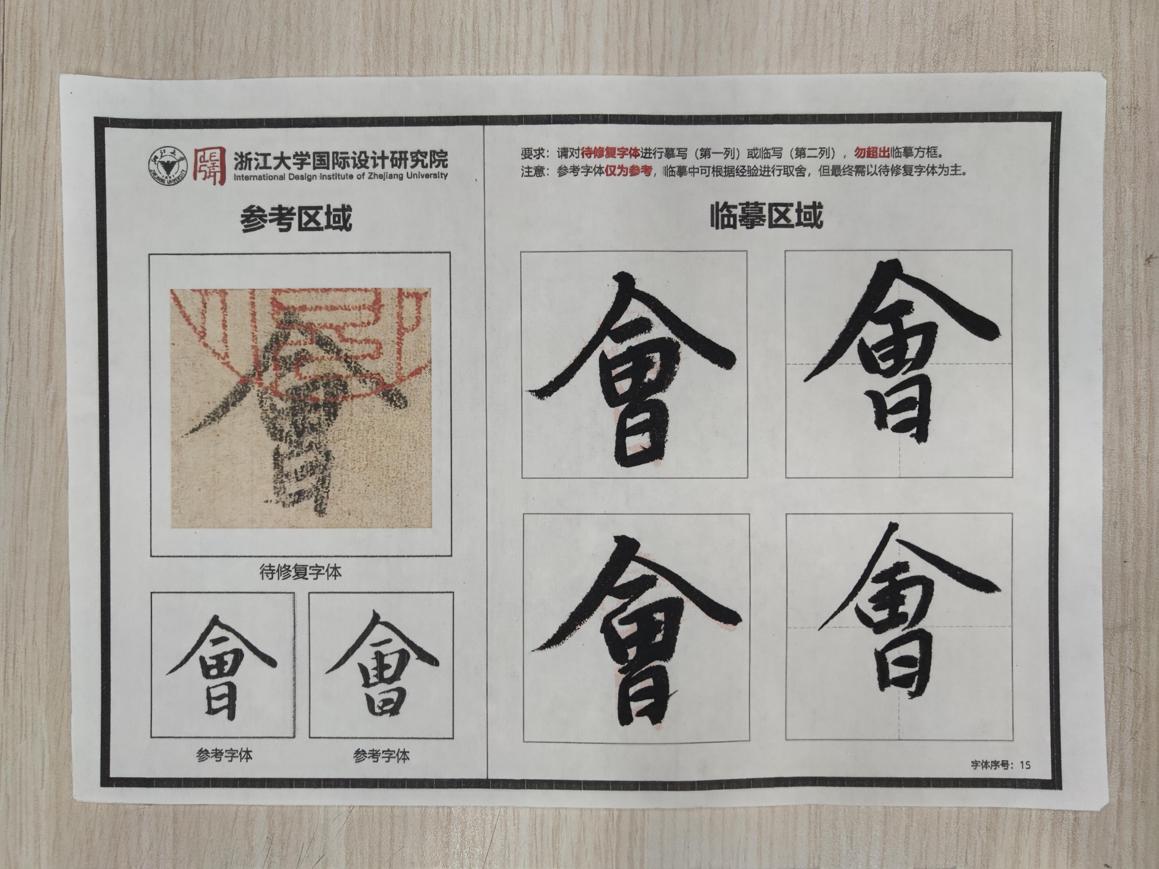 浙江大学国际设计研究院
International Design Institute of Zhejiang University
要求：请对待修复字体进行摹写（第一列）或临写（第二列），勿超出临摹方框。
注意：参考字体仅为参考，临摹中可根据经验进行取舍，但最终需以待修复字体为主。
参考区域
會
待修复字体
會 會
参考字体 参考字体
临摹区域
會 會
會 會
字体序号：15